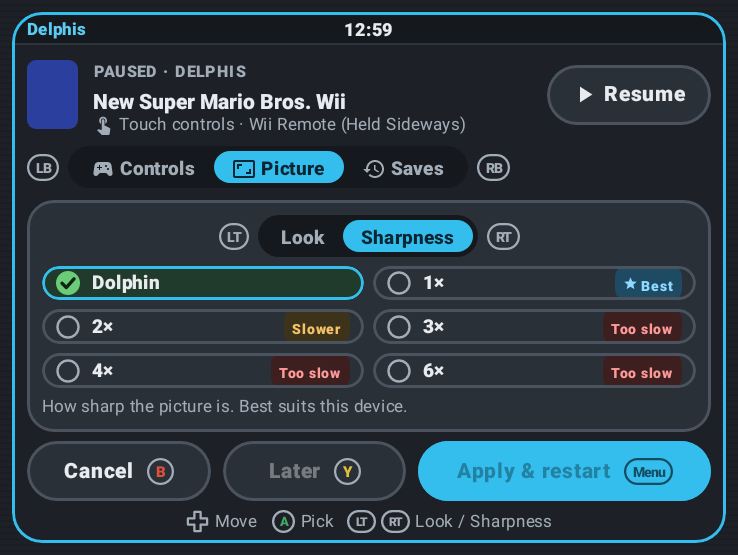 Delphis 12:59
PAUSED · DELPHIS
New Super Mario Bros. Wii
Touch controls · Wii Remote (Held Sideways)
Resume
LB Controls Picture Saves RB
LT Look Sharpness RT
Dolphin
1× Best
2× Slower
3× Too slow
4× Too slow
6× Too slow
How sharp the picture is. Best suits this device.
Cancel B Later Y Apply & restart Menu
Move A Pick LT RT Look / Sharpness